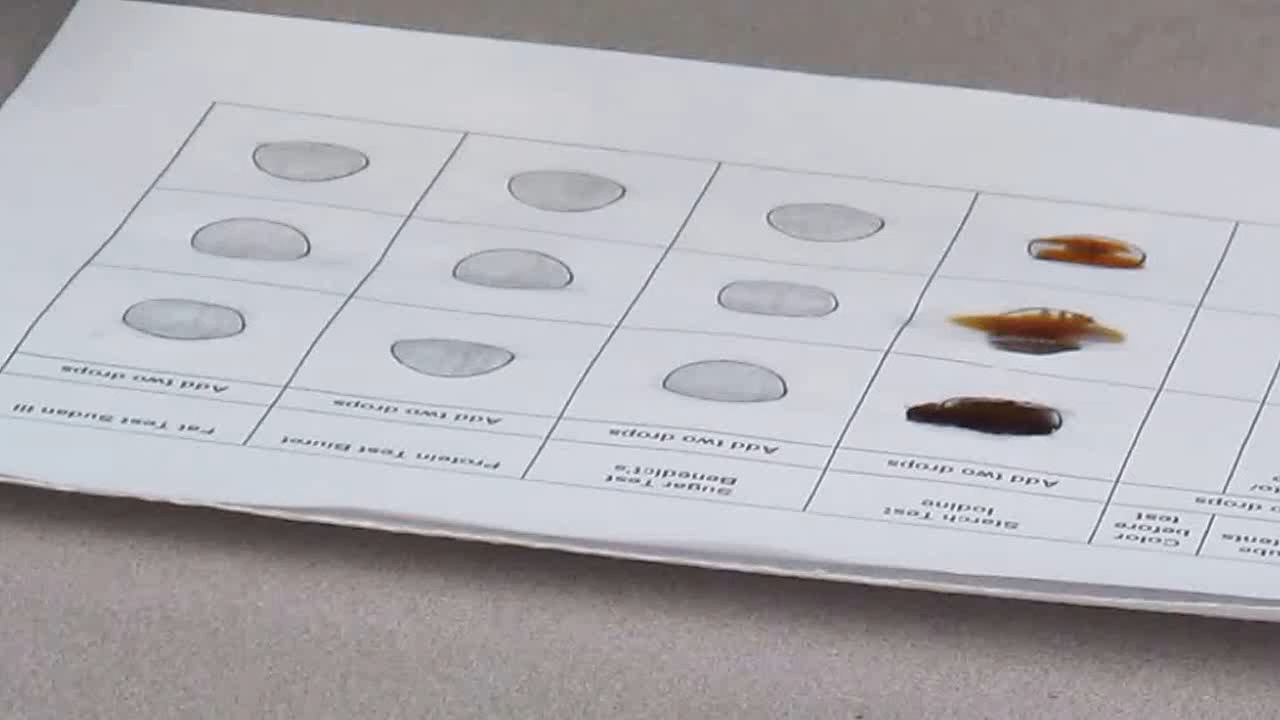 Color before test
Starch Test Iodine
Sugar Test Benedict's
Protein Test Biuret
Fat Test Sudan III
Add two drops
Add two drops
Add two drops
Add two drops